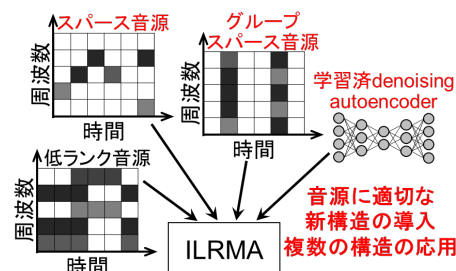 スパース音源
周波数
時間
グループ
スパース音源
周波数
時間
学習済denoising
autoencoder
低ランク音源
周波数
時間
ILRMA
音源に適切な
新構造の導入
複数の構造の応用